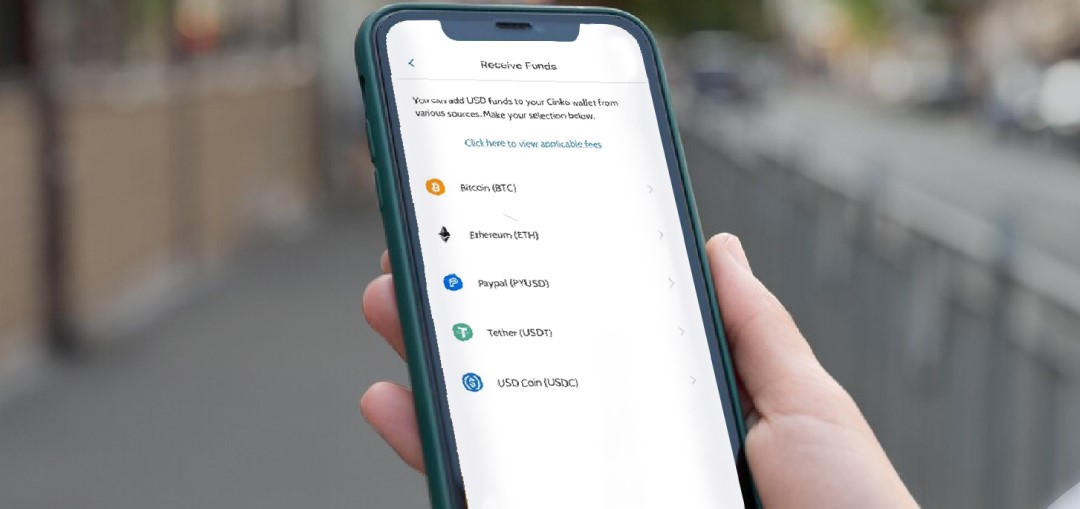 Receive Funds
You can add USD funds to your Cinko wallet from
various sources. Make your selection below.
Click here to view applicable fees
Bitcoin (BTC)
Ethereum (ETH)
Paypal (PYUSD)
Tether (USDT)
USD Coin (USDC)